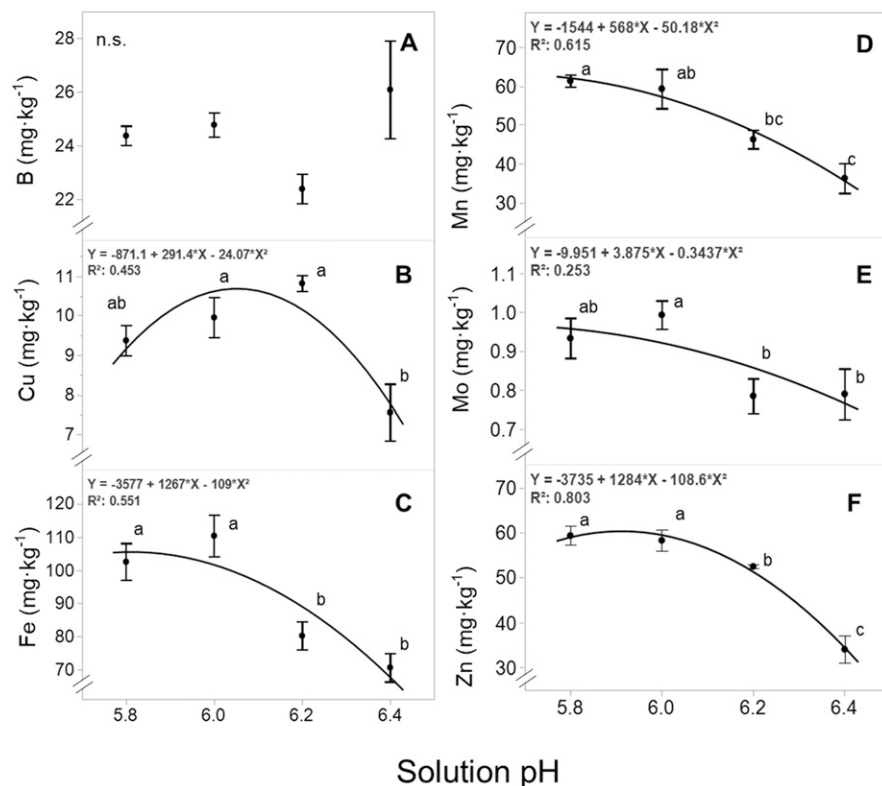 n.s.
A
28
26
24
22
B (mg·kg⁻¹)
Y = -871.1 + 291.4*X - 24.07*X²
R²: 0.453
B
ab
a
a
b
11
10
9
8
7
Cu (mg·kg⁻¹)
Y = -3577 + 1267*X - 109*X²
R²: 0.551
C
a
a
b
b
120
110
100
90
80
70
Fe (mg·kg⁻¹)
5.8 6.0 6.2 6.4
Y = -1544 + 568*X - 50.18*X²
R²: 0.615
D
a
ab
bc
c
70
60
50
40
30
Mn (mg·kg⁻¹)
Y = -9.951 + 3.875*X - 0.3437*X²
R²: 0.253
E
ab
a
b
b
1.1
1.0
0.9
0.8
0.7
Mo (mg·kg⁻¹)
Y = -3735 + 1284*X - 108.6*X²
R²: 0.803
F
a
a
b
c
70
60
50
40
30
Zn (mg·kg⁻¹)
5.8 6.0 6.2 6.4
Solution pH